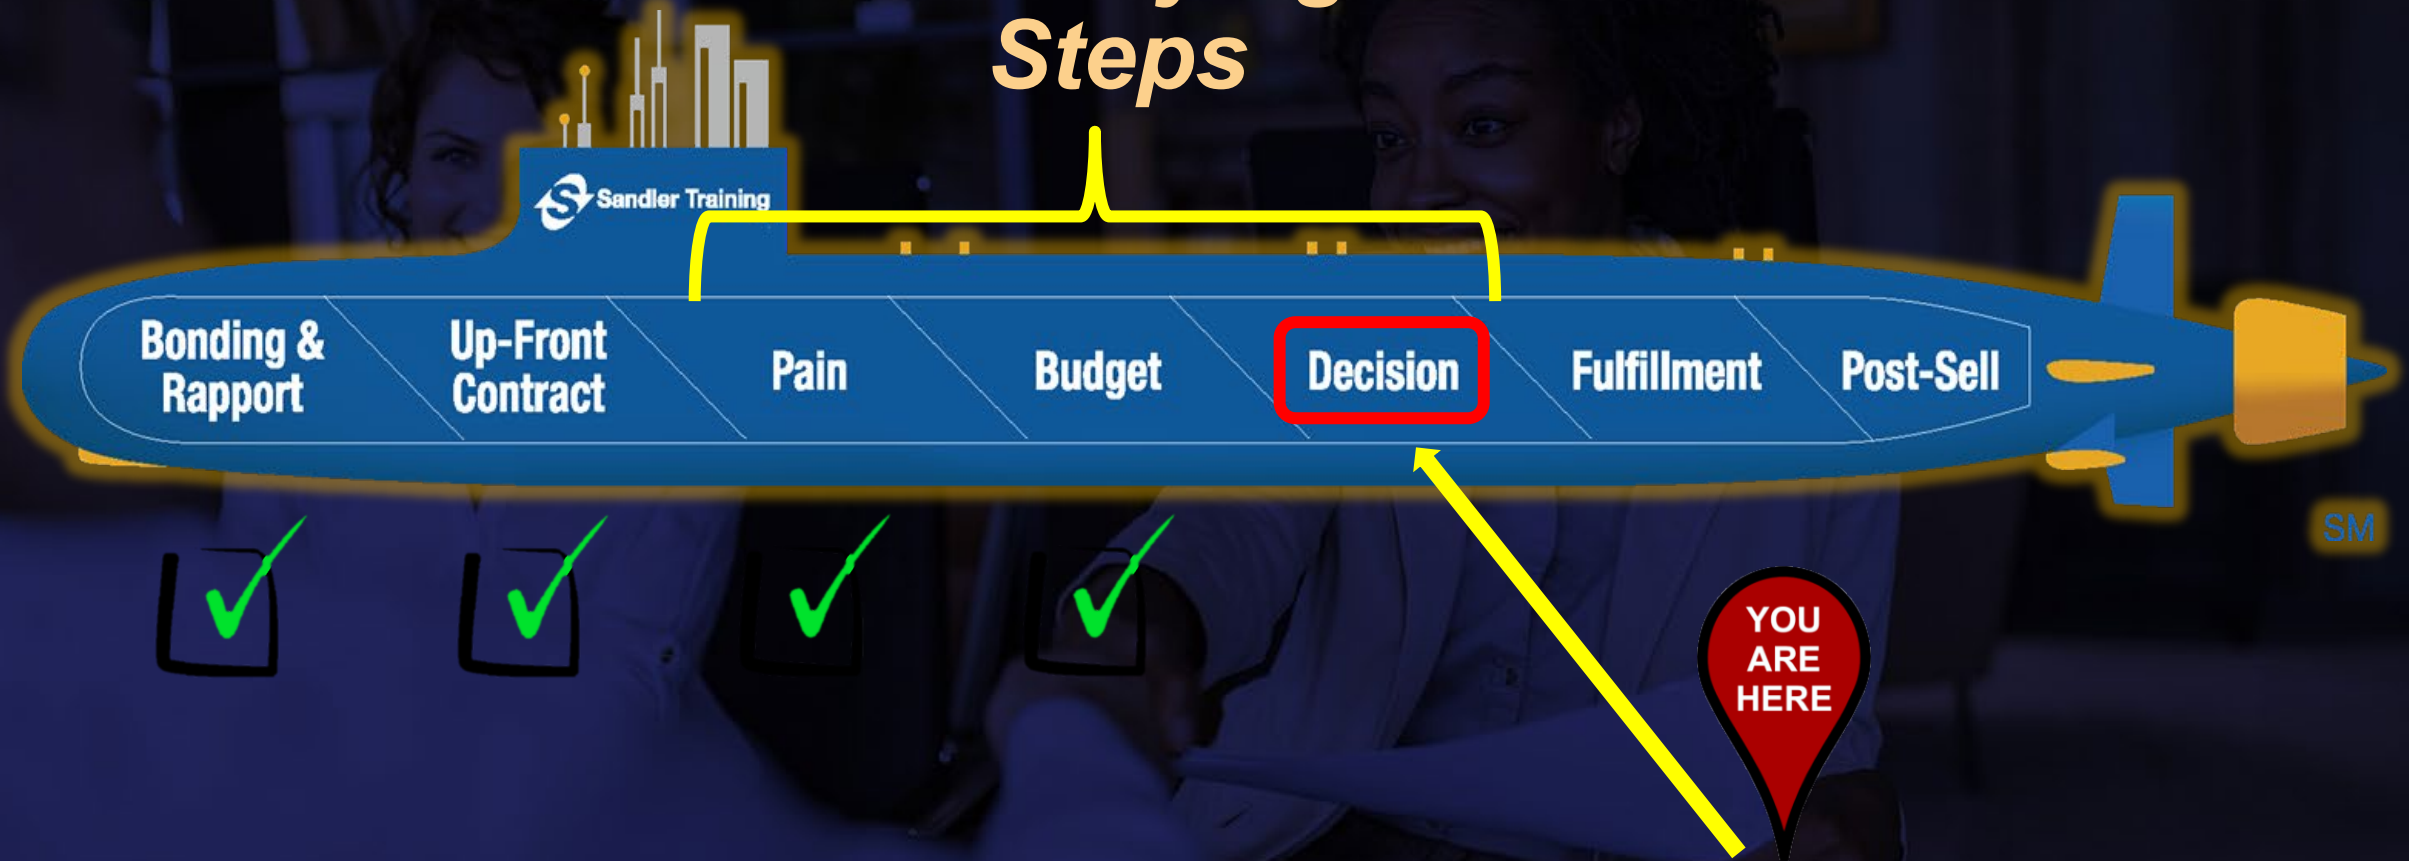 Steps
Sandler Training
Bonding &
Rapport
Up-Front
Contract
Pain
Budget
Decision
Fulfillment
Post-Sell
SM
YOU
ARE
HERE